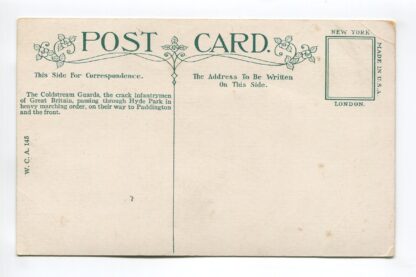 POST CARD.
This Side for Correspondence.
The Address To Be Written
On This Side.
NEW YORK
MADE IN U.S.A.
LONDON.
The Coldstream Guards, the crack infantrymen
of Great Britain, passing through Hyde Park in
heavy marching order, on their way to Paddington
and the front.
W. C. A. 145